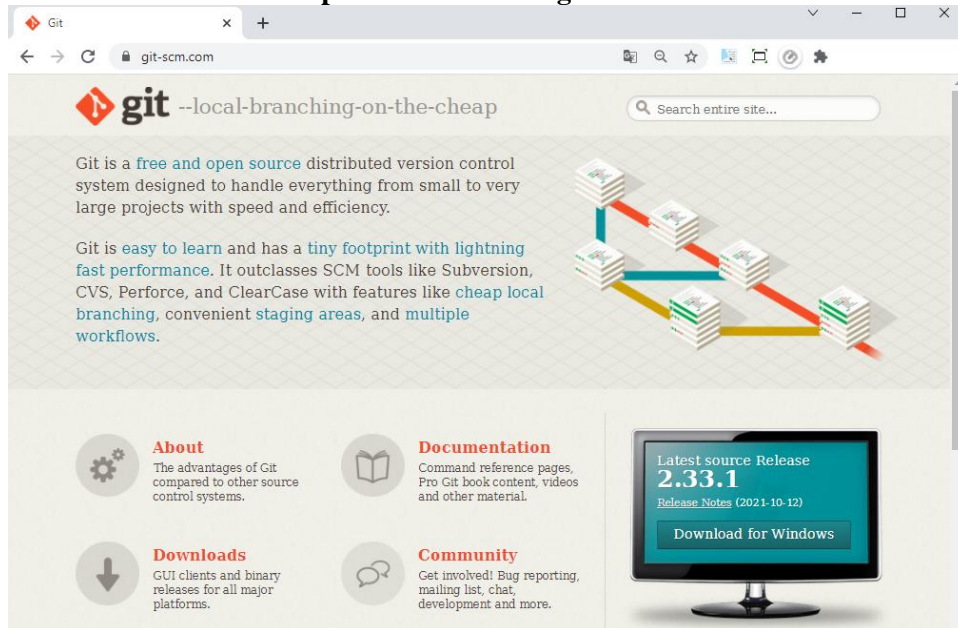 Git
git-scm.com
git --local-branching-on-the-cheap
Search entire site...
Git is a free and open source distributed version control
system designed to handle everything from small to very
large projects with speed and efficiency.
Git is easy to learn and has a tiny footprint with lightning
fast performance. It outclasses SCM tools like Subversion,
CVS, Perforce, and ClearCase with features like cheap local
branching, convenient staging areas, and multiple
workflows.
About
The advantages of Git
compared to other source
control systems.
Documentation
Command reference pages,
Pro Git book content, videos
and other material.
Downloads
GUI clients and binary
releases for all major
platforms.
Community
Get involved! Bug reporting,
mailing list, chat,
development and more.
Latest source Release
2.33.1
Release Notes (2021-10-12)
Download for Windows